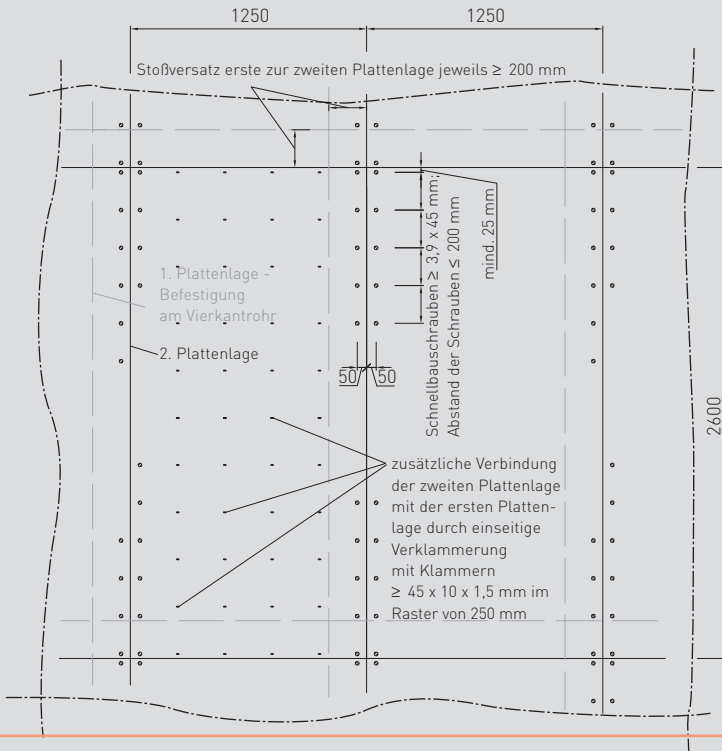 1250
1250
Stoßversatz erste zur zweiten Plattenlage jeweils ≥ 200 mm
Schnellbauschrauben ≥ 3,9 x 45 mm;
Abstand der Schrauben ≤ 200 mm
mind. 25 mm
1. Plattenlage -
Befestigung
am Vierkantrohr
2. Plattenlage
50
50
2600
zusätzliche Verbindung
der zweiten Plattenlage
mit der ersten Platten-
lage durch einseitige
Verklammerung
mit Klammern
≥ 45 x 10 x 1,5 mm im
Raster von 250 mm